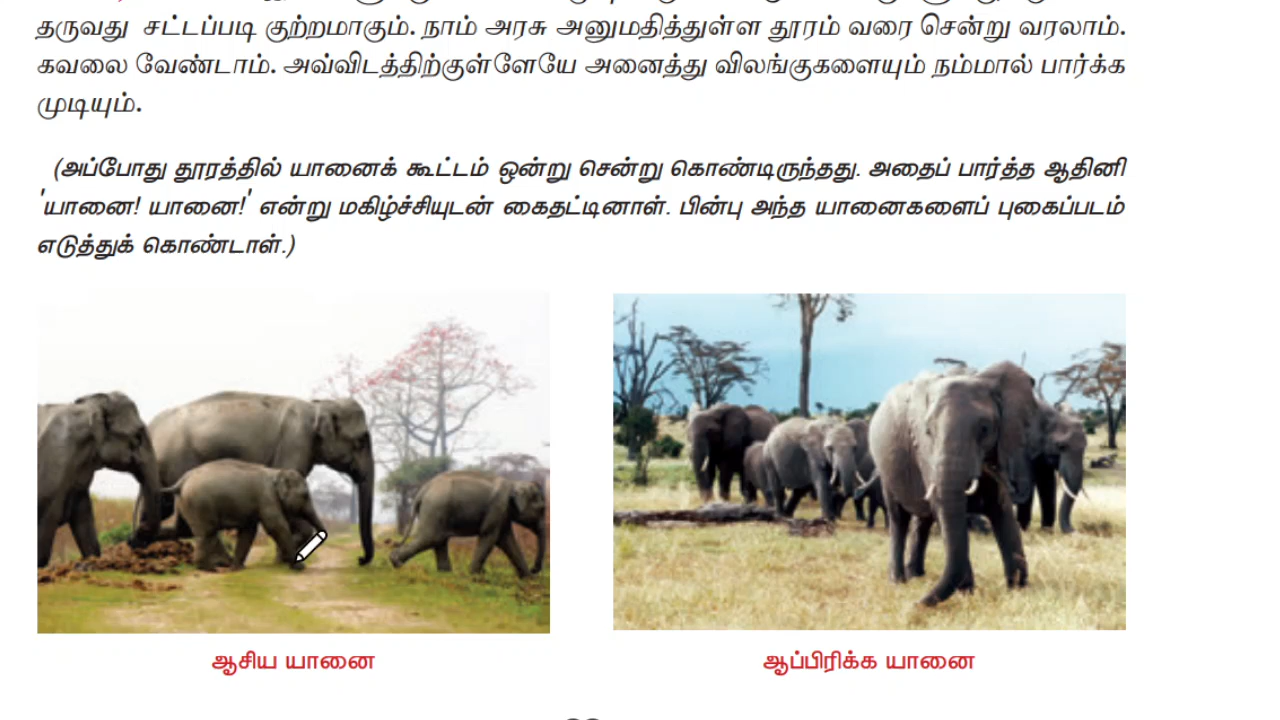 தருவது சட்டப்படி குற்றமாகும். நாம் அரசு அனுமதித்துள்ள தூரம் வரை சென்று வரலாம்.
கவலை வேண்டாம். அவ்விடத்திற்குள்ளேயே அனைத்து விலங்குகளையும் நம்மால் பார்க்க
முடியும்.
(அப்போது தூரத்தில் யானைக் கூட்டம் ஒன்று சென்று கொண்டிருந்தது. அதைப் பார்த்த ஆதினி
'யானை! யானை!' என்று மகிழ்ச்சியுடன் கைதட்டினாள். பின்பு அந்த யானைகளைப் புகைப்படம்
எடுத்துக் கொண்டாள்.)
ஆசிய யானை
ஆப்பிரிக்க யானை